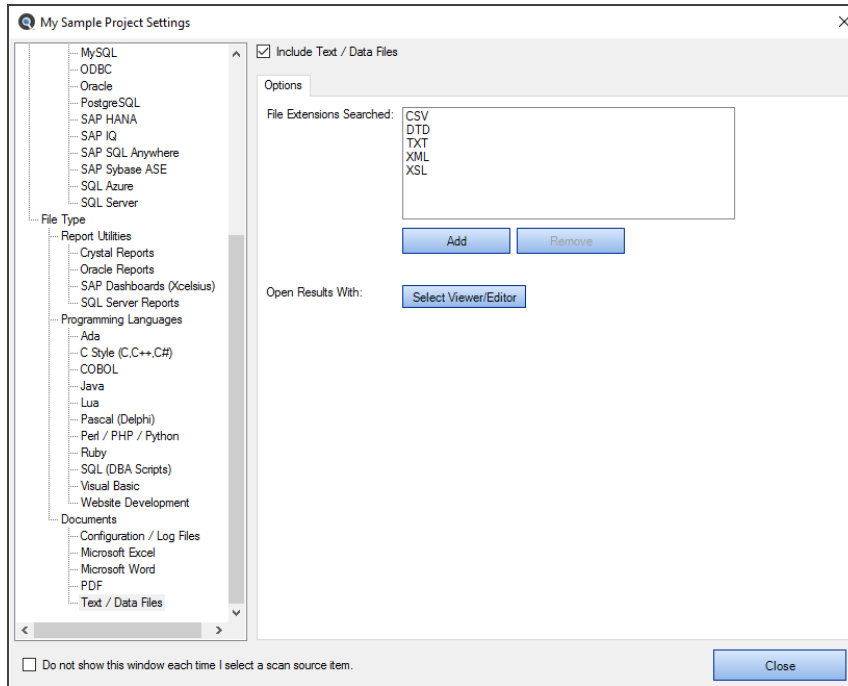 My Sample Project Settings
MySQL
ODBC
Oracle
PostgreSQL
SAP HANA
SAP IQ
SAP SQL Anywhere
SAP Sybase ASE
SQL Azure
SQL Server
File Type
Report Utilities
Crystal Reports
Oracle Reports
SAP Dashboards (Xcelsius)
SQL Server Reports
Programming Languages
Ada
C Style (C,C++,C#)
COBOL
Java
Lua
Pascal (Delphi)
Perl / PHP / Python
Ruby
SQL (DBA Scripts)
Visual Basic
Website Development
Documents
Configuration / Log Files
Microsoft Excel
Microsoft Word
PDF
Text / Data Files
Include Text / Data Files
Options
File Extensions Searched:
CSV
DTD
TXT
XML
XSL
Add
Remove
Open Results With:
Select Viewer/Editor
Do not show this window each time I select a scan source item.
Close